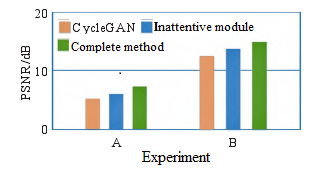 20
CycleGAN Inattentive module
Complete method
10
0
PSNR/dB
A B
Experiment